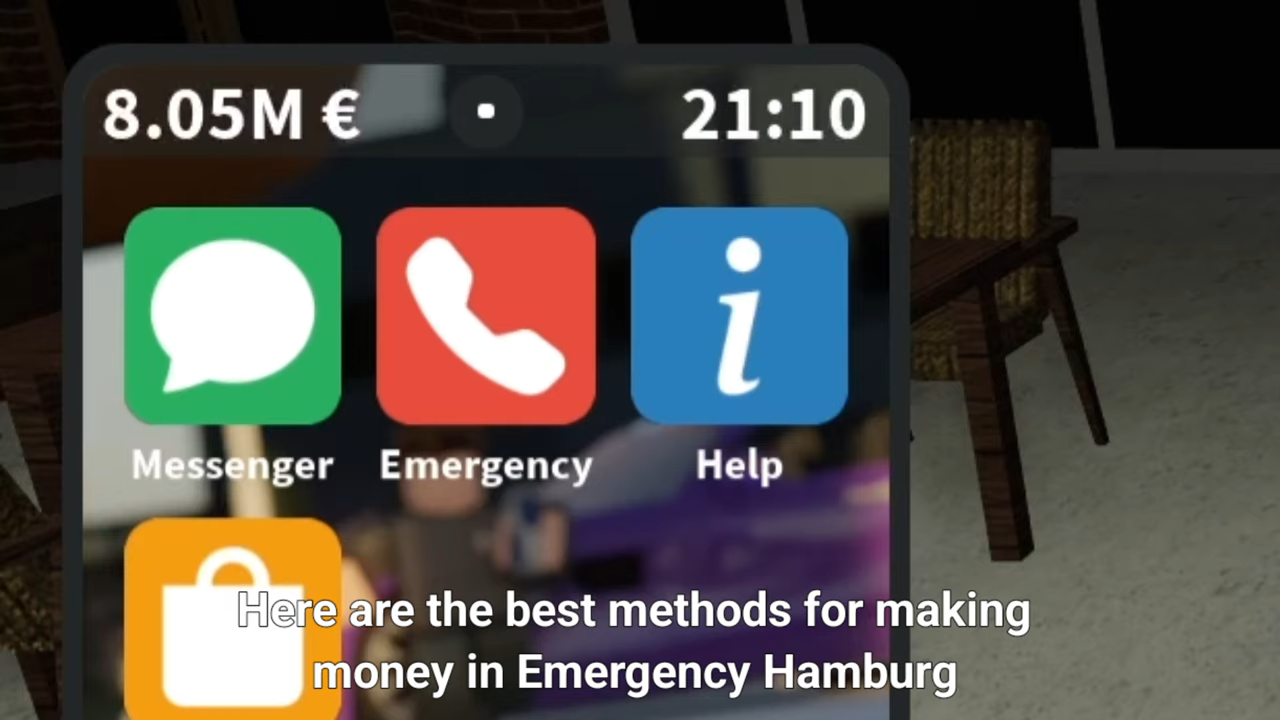 8.05M € 21:10
Messenger Emergency Help
Here are the best methods for making
money in Emergency Hamburg